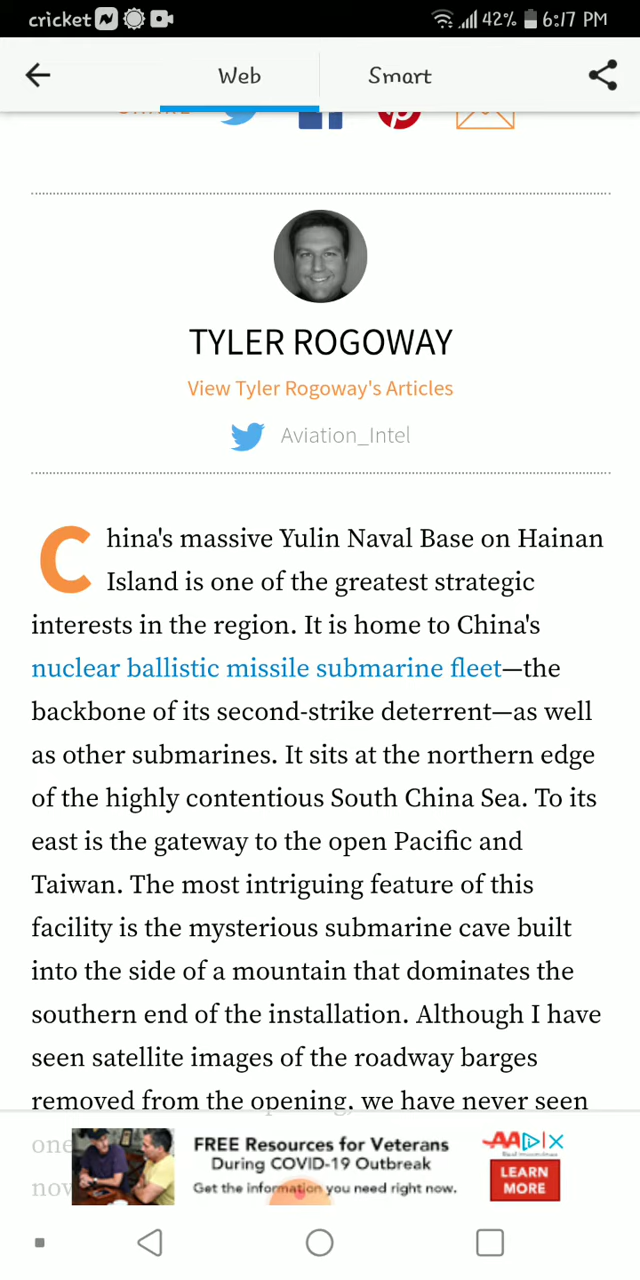 cricket 42% 6:17 PM
Web Smart
TYLER ROGOWAY
View Tyler Rogoway's Articles
Aviation_Intel
China's massive Yulin Naval Base on Hainan
Island is one of the greatest strategic
interests in the region. It is home to China's
nuclear ballistic missile submarine fleet—the
backbone of its second-strike deterrent—as well
as other submarines. It sits at the northern edge
of the highly contentious South China Sea. To its
east is the gateway to the open Pacific and
Taiwan. The most intriguing feature of this
facility is the mysterious submarine cave built
into the side of a mountain that dominates the
southern end of the installation. Although I have
seen satellite images of the roadway barges
removed from the opening, we have never seen
one
FREE Resources for Veterans
During COVID-19 Outbreak
Get the information you need right now.
LEARN
MORE